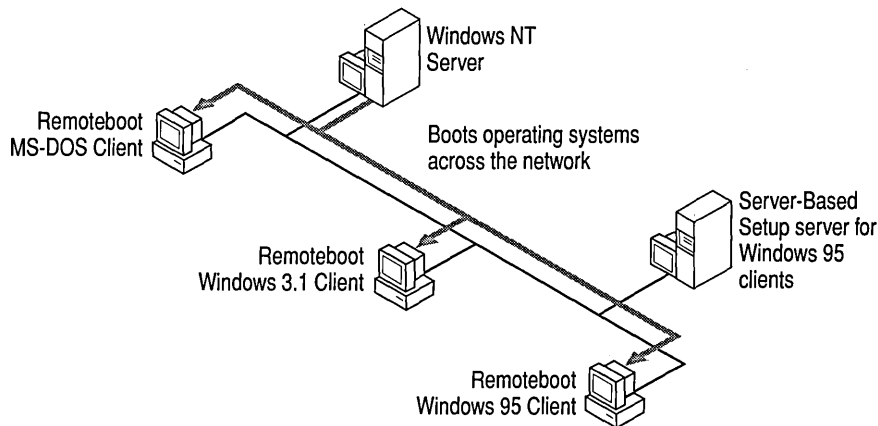 Windows NT
Server
Remoteboot
MS-DOS Client
Boots operating systems
across the network
Server-Based
Setup server for
Windows 95
clients
Remoteboot
Windows 3.1 Client
Remoteboot
Windows 95 Client